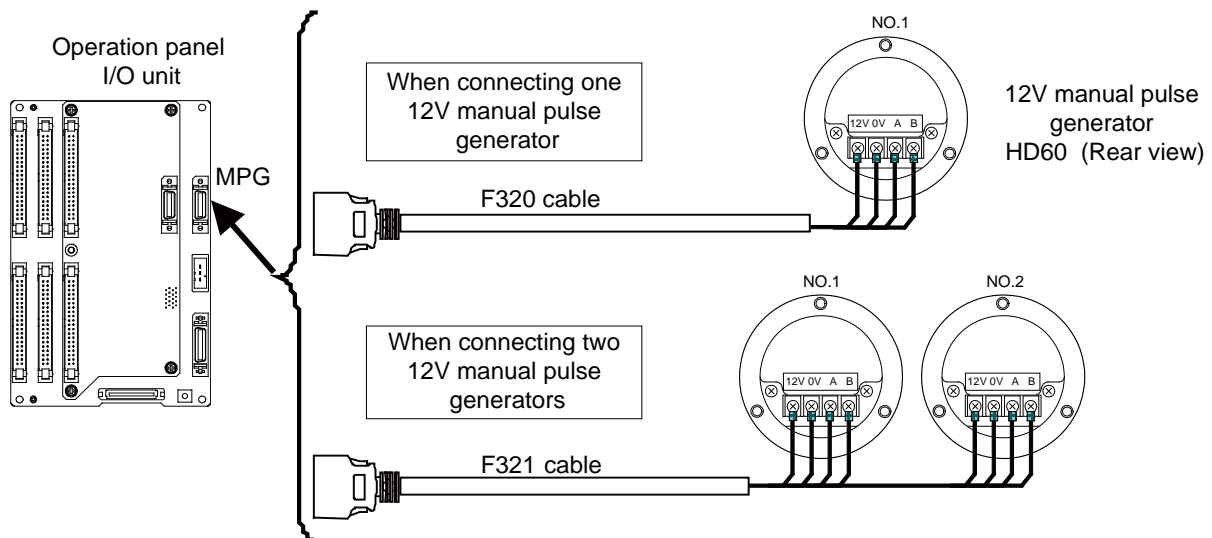 Operation panel
I/O unit
MPG
When connecting one
12V manual pulse
generator
F320 cable
NO.1
12V 0V A B
12V manual pulse
generator
HD60 (Rear view)
When connecting two
12V manual pulse
generators
F321 cable
NO.1
12V 0V A B
NO.2
12V 0V A B